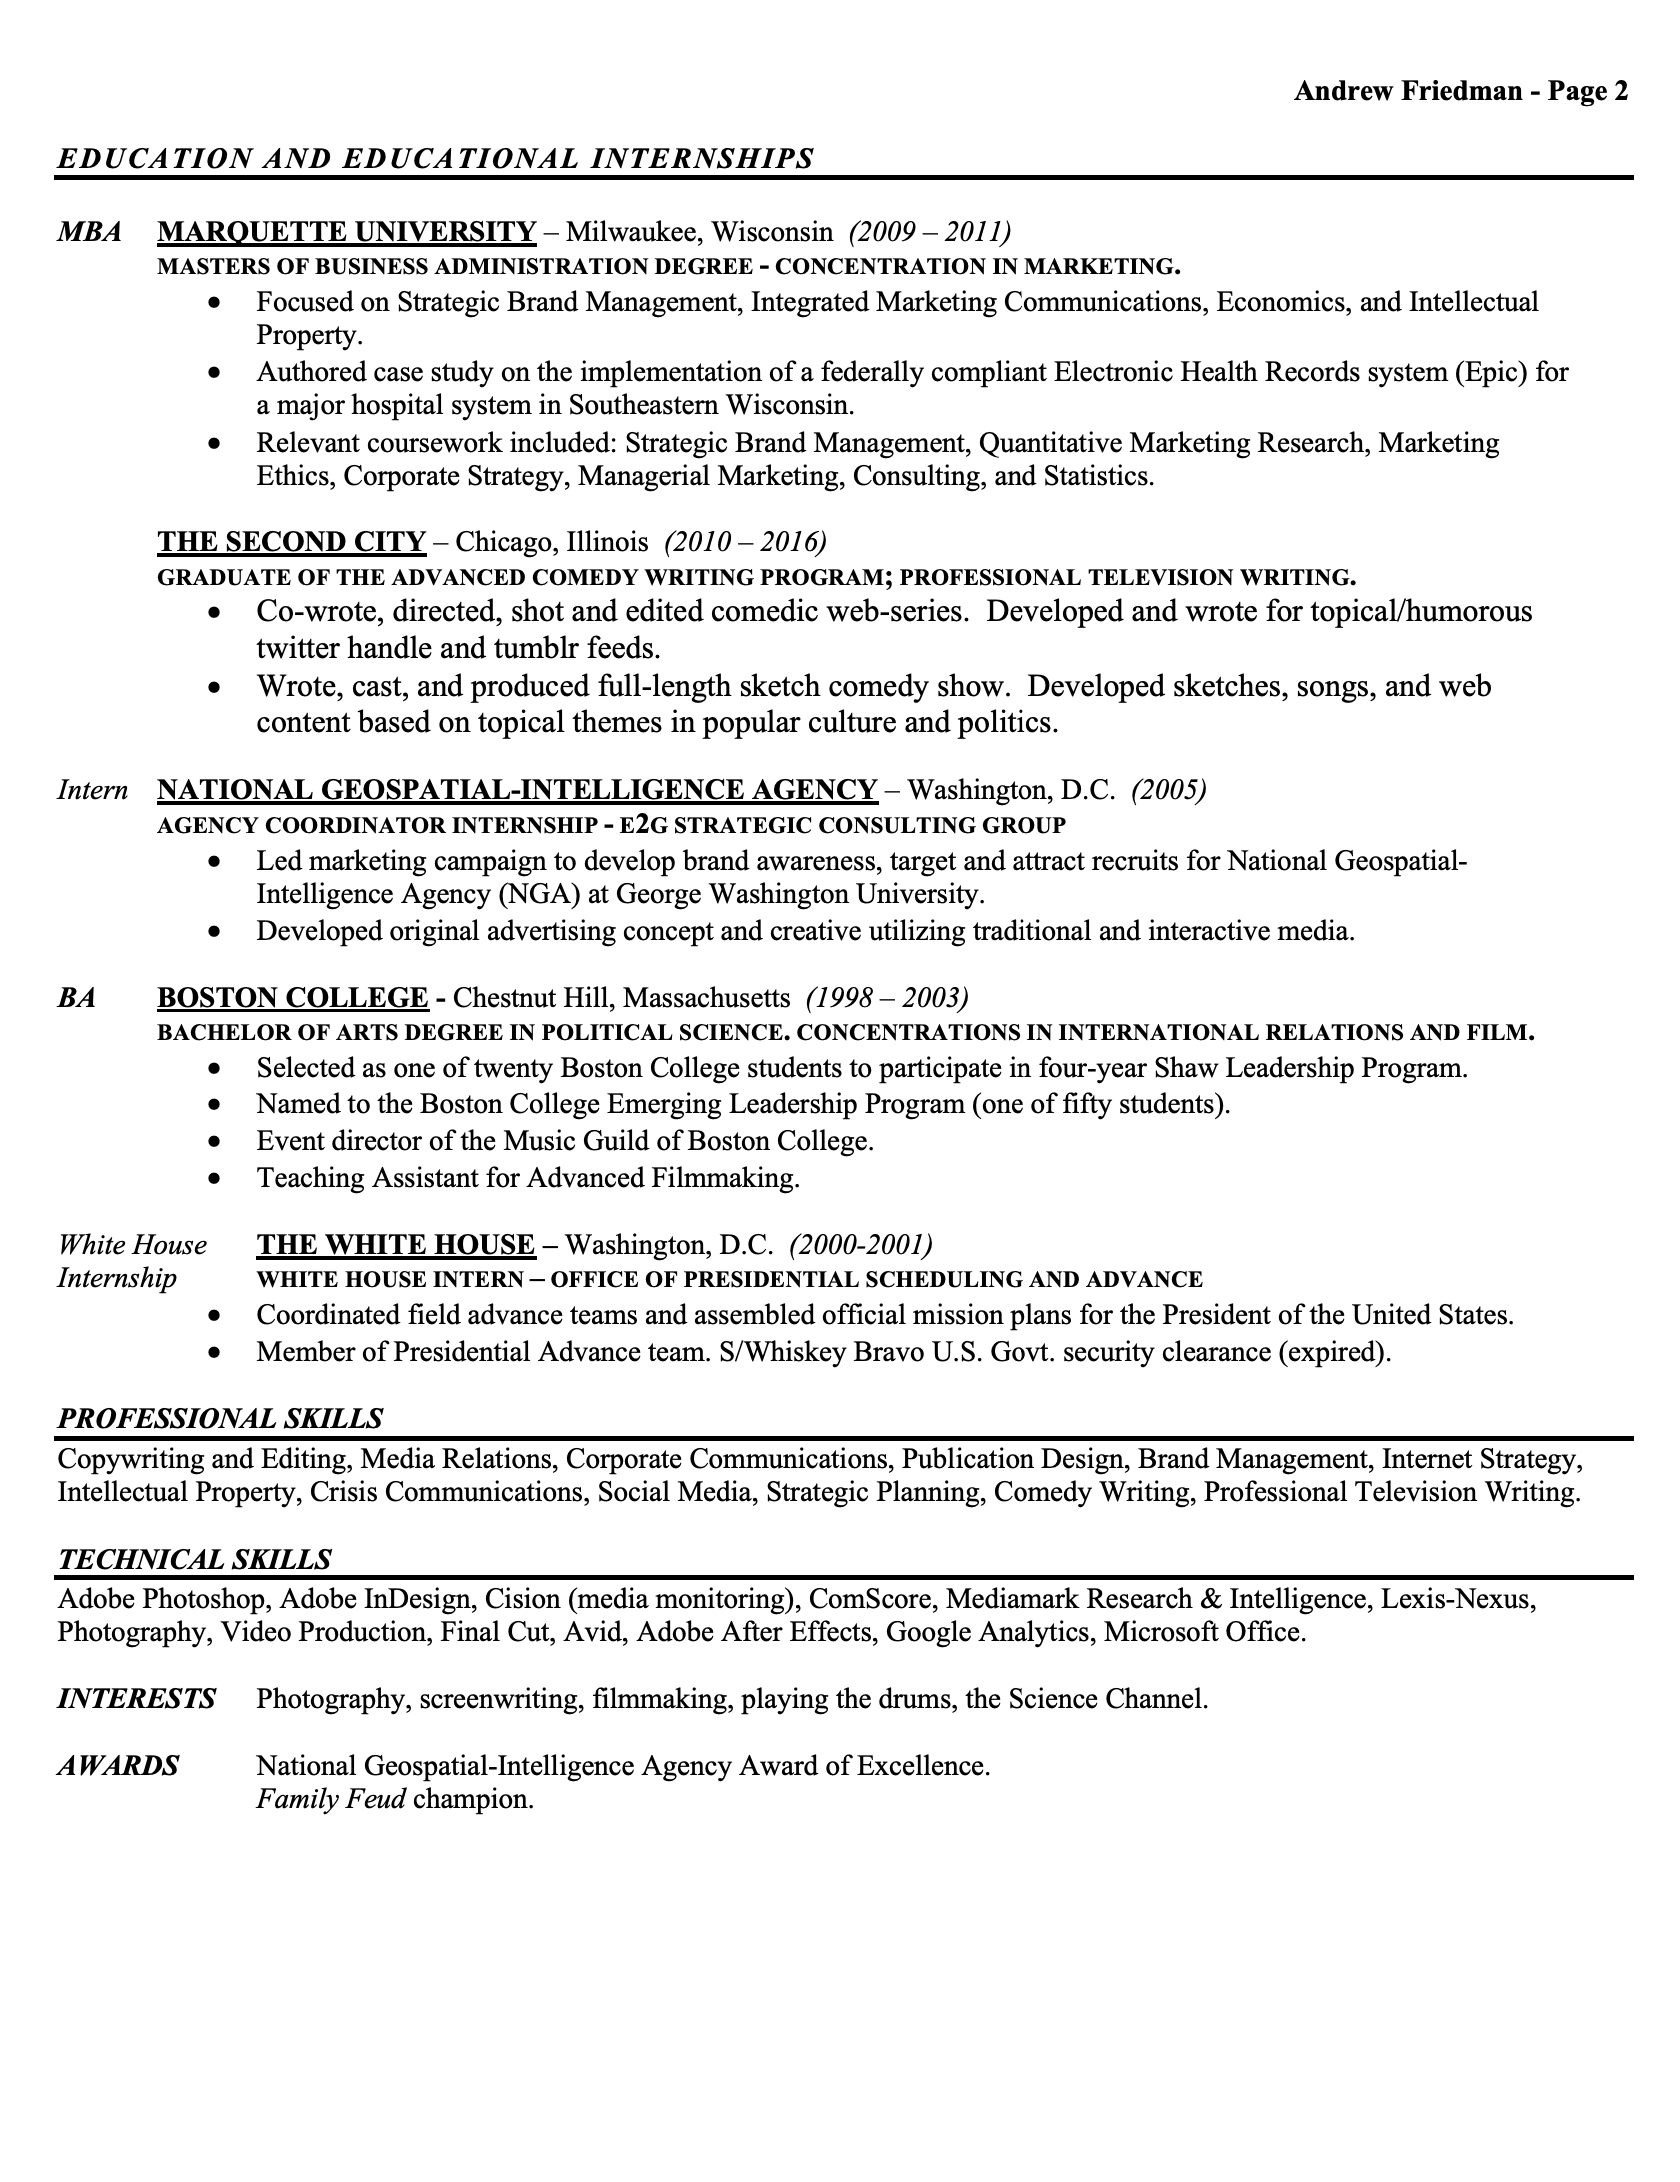 Andrew Friedman - Page 2
EDUCATION AND EDUCATIONAL INTERNSHIPS
MBA MARQUETTE UNIVERSITY – Milwaukee, Wisconsin (2009 – 2011)
MASTERS OF BUSINESS ADMINISTRATION DEGREE - CONCENTRATION IN MARKETING.
• Focused on Strategic Brand Management, Integrated Marketing Communications, Economics, and Intellectual
Property.
• Authored case study on the implementation of a federally compliant Electronic Health Records system (Epic) for
a major hospital system in Southeastern Wisconsin.
• Relevant coursework included: Strategic Brand Management, Quantitative Marketing Research, Marketing
Ethics, Corporate Strategy, Managerial Marketing, Consulting, and Statistics.
THE SECOND CITY – Chicago, Illinois (2010 – 2016)
GRADUATE OF THE ADVANCED COMEDY WRITING PROGRAM; PROFESSIONAL TELEVISION WRITING.
• Co-wrote, directed, shot and edited comedic web-series. Developed and wrote for topical/humorous
twitter handle and tumblr feeds.
• Wrote, cast, and produced full-length sketch comedy show. Developed sketches, songs, and web
content based on topical themes in popular culture and politics.
Intern NATIONAL GEOSPATIAL-INTELLIGENCE AGENCY – Washington, D.C. (2005)
AGENCY COORDINATOR INTERNSHIP - E2G STRATEGIC CONSULTING GROUP
• Led marketing campaign to develop brand awareness, target and attract recruits for National Geospatial-
Intelligence Agency (NGA) at George Washington University.
• Developed original advertising concept and creative utilizing traditional and interactive media.
BA BOSTON COLLEGE - Chestnut Hill, Massachusetts (1998 – 2003)
BACHELOR OF ARTS DEGREE IN POLITICAL SCIENCE. CONCENTRATIONS IN INTERNATIONAL RELATIONS AND FILM.
• Selected as one of twenty Boston College students to participate in four-year Shaw Leadership Program.
• Named to the Boston College Emerging Leadership Program (one of fifty students).
• Event director of the Music Guild of Boston College.
• Teaching Assistant for Advanced Filmmaking.
White House THE WHITE HOUSE – Washington, D.C. (2000-2001)
Internship WHITE HOUSE INTERN – OFFICE OF PRESIDENTIAL SCHEDULING AND ADVANCE
• Coordinated field advance teams and assembled official mission plans for the President of the United States.
• Member of Presidential Advance team. S/Whiskey Bravo U.S. Govt. security clearance (expired).
PROFESSIONAL SKILLS
Copywriting and Editing, Media Relations, Corporate Communications, Publication Design, Brand Management, Internet Strategy,
Intellectual Property, Crisis Communications, Social Media, Strategic Planning, Comedy Writing, Professional Television Writing.
TECHNICAL SKILLS
Adobe Photoshop, Adobe InDesign, Cision (media monitoring), ComScore, Mediamark Research & Intelligence, Lexis-Nexus,
Photography, Video Production, Final Cut, Avid, Adobe After Effects, Google Analytics, Microsoft Office.
INTERESTS Photography, screenwriting, filmmaking, playing the drums, the Science Channel.
AWARDS National Geospatial-Intelligence Agency Award of Excellence.
Family Feud champion.